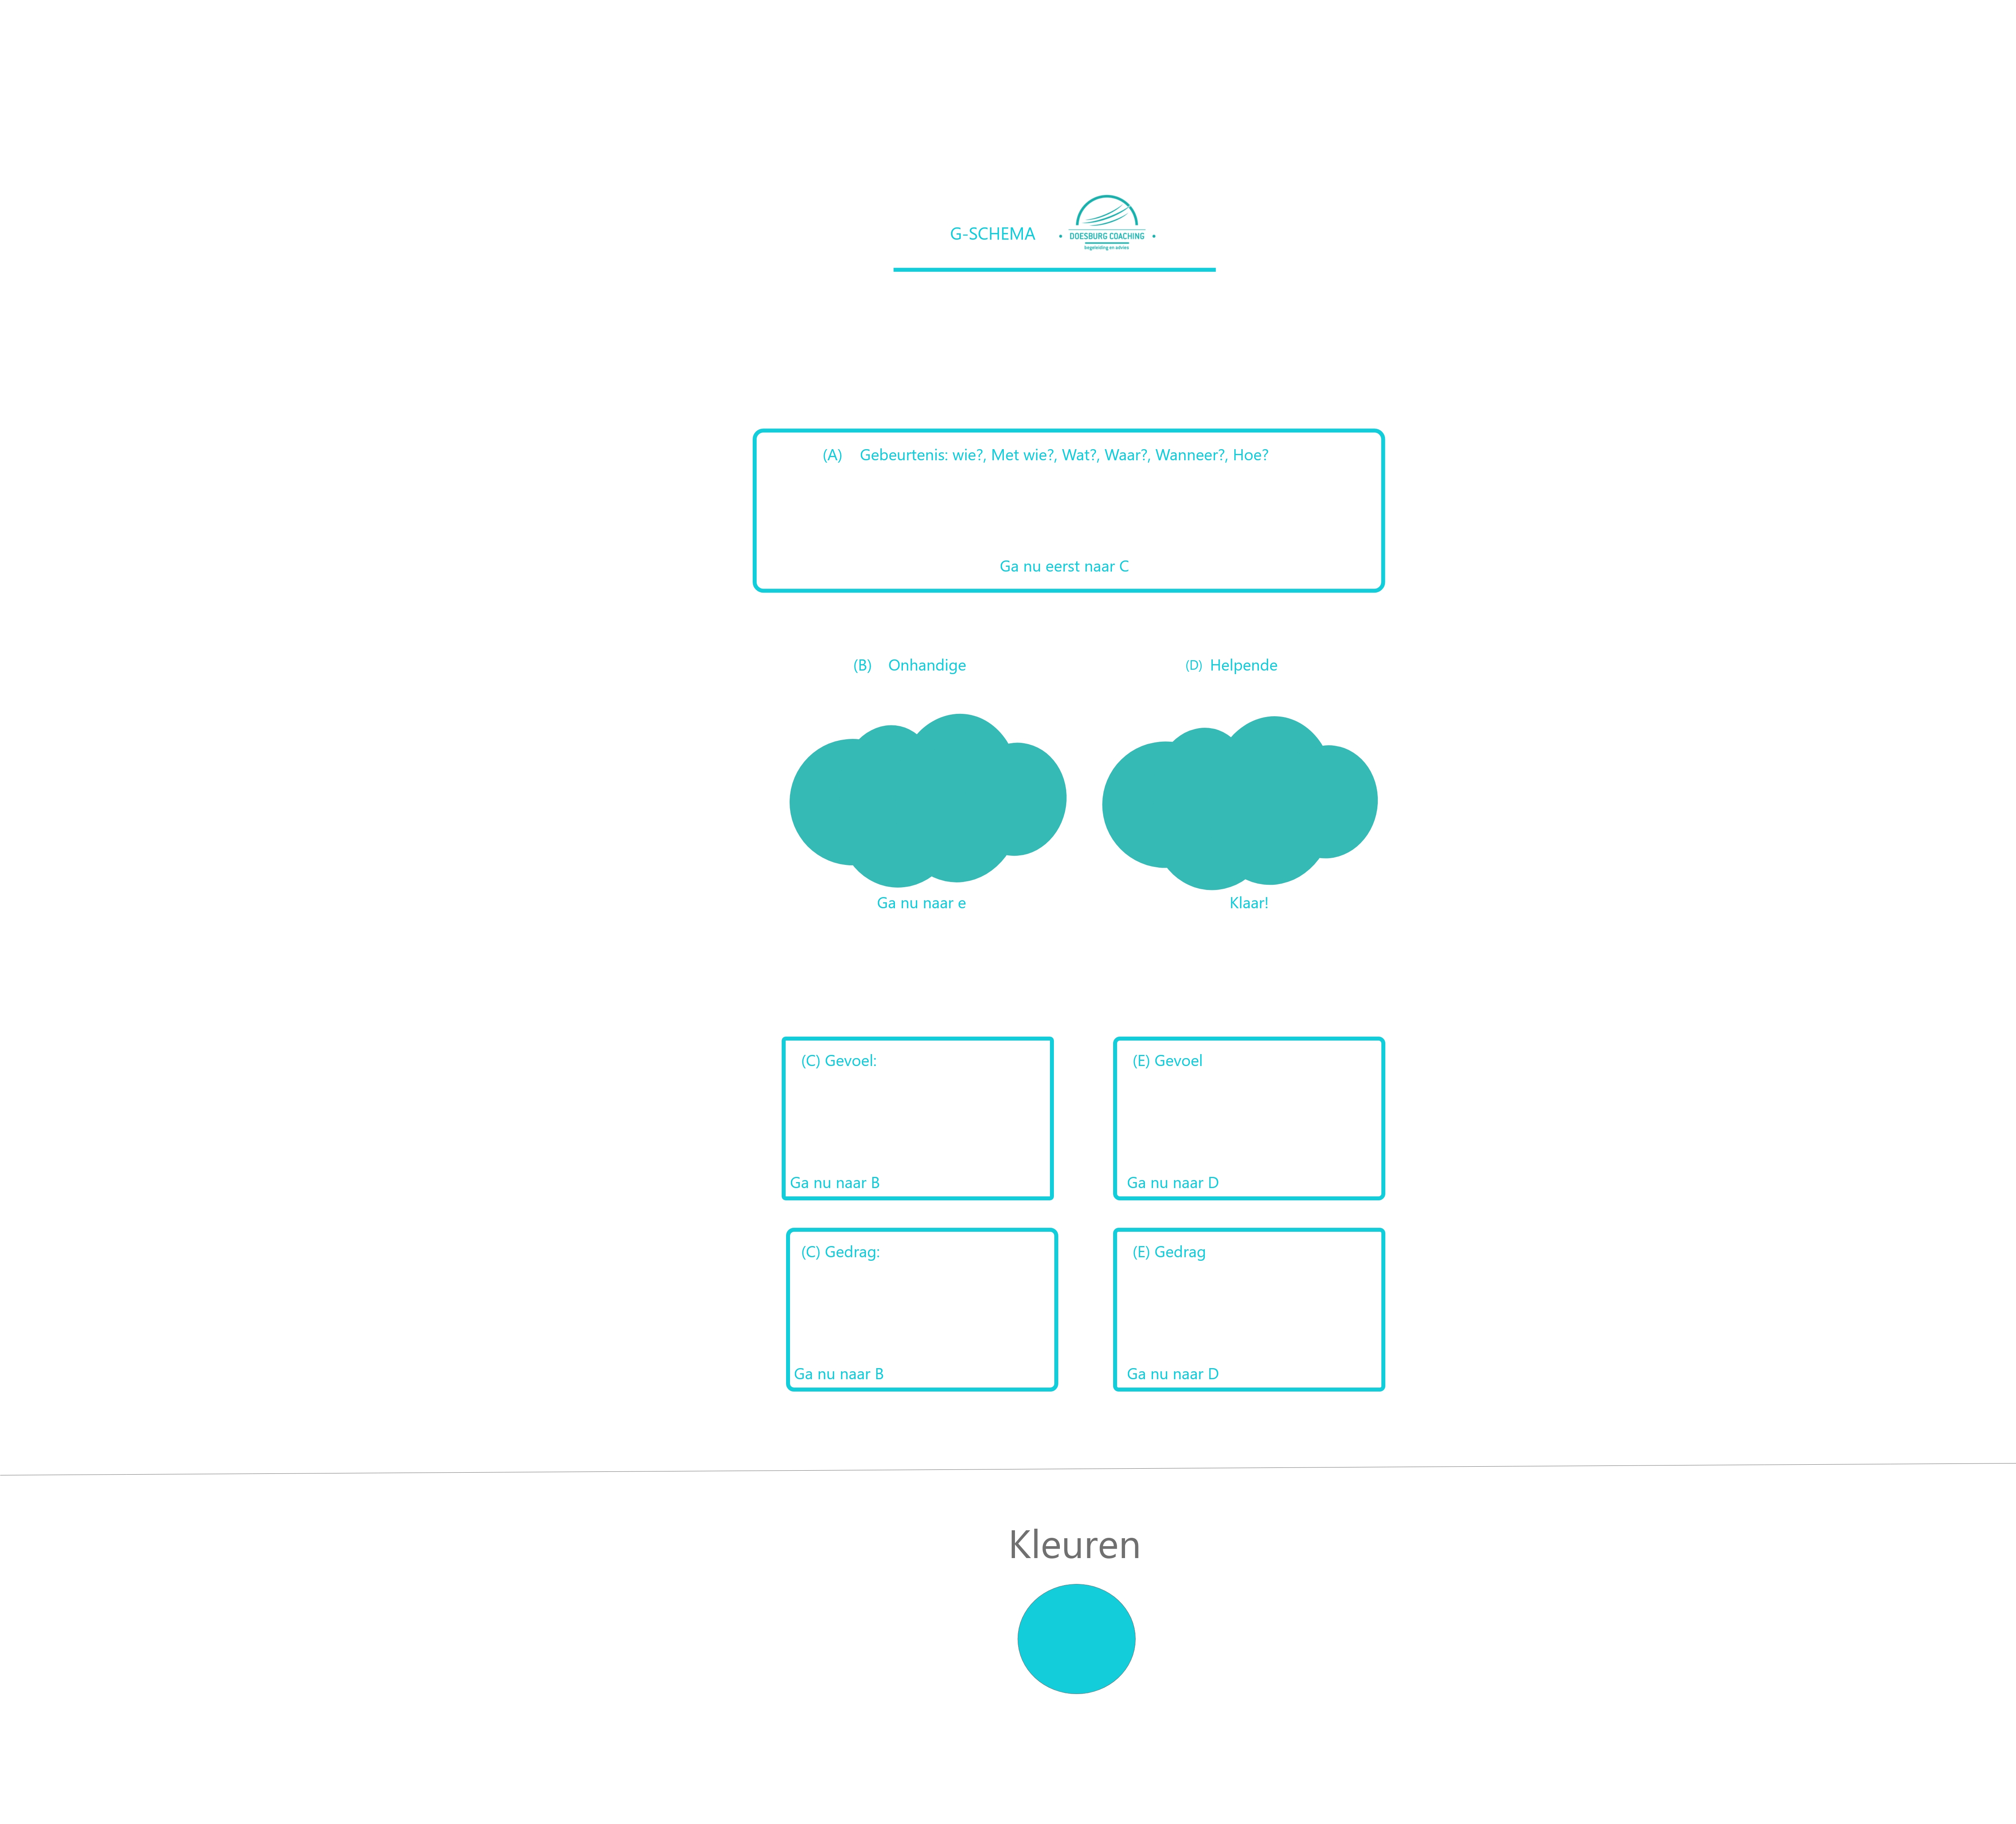 G-SCHEMA
DOESBURG COACHING
begeleiding en advies
(A) Gebeurtenis: wie?, Met wie?, Wat?, Waar?, Wanneer?, Hoe?
Ga nu eerst naar C
(B) Onhandige
(D) Helpende
Ga nu naar e
Klaar!
(C) Gevoel:
Ga nu naar B
(E) Gevoel
Ga nu naar D
(C) Gedrag:
Ga nu naar B
(E) Gedrag
Ga nu naar D
Kleuren